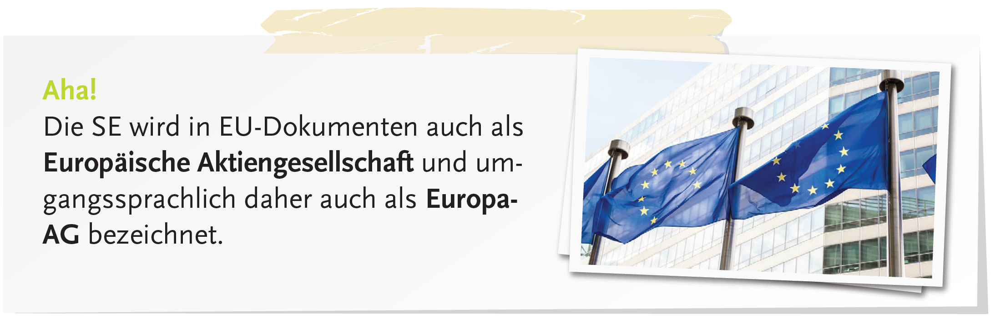 Aha!
Die SE wird in EU-Dokumenten auch als
Europäische Aktiengesellschaft und um-
gangssprachlich daher auch als Europa-
AG bezeichnet.